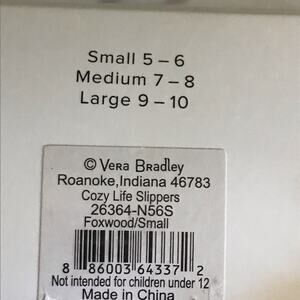 Small 5 – 6
Medium 7 – 8
Large 9 – 10
© VERA BRADLEY
Roanoke,Indiana 46783
Cozy Life Slippers
26364-N56S
Foxwood/Small
8 86003 64337 2
Not intended for children under 12
Made in China